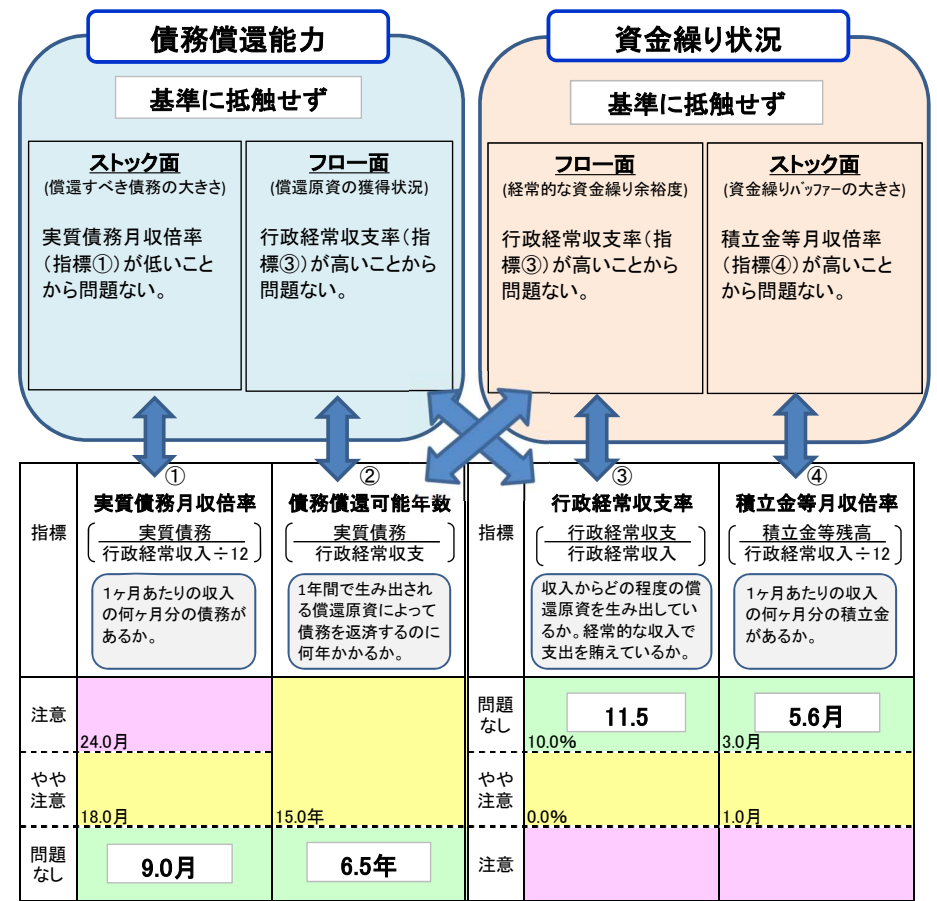 債務償還能力
基準に抵触せず
ストック面
(償還すべき債務の大きさ)
実質債務月収倍率
(指標①)が低いこと
から問題ない。
フロー面
(償還原資の獲得状況)
行政経常収支率(指
標③)が高いことから
問題ない。
資金繰り状況
基準に抵触せず
フロー面
(経常的な資金繰り余裕度)
行政経常収支率(指
標③)が高いことから
問題ない。
ストック面
(資金繰りバッファーの大きさ)
積立金等月収倍率
(指標④)が高いこと
から問題ない。
指標
①
実質債務月収倍率
実質債務
行政経常収入÷12
1ヶ月あたりの収入
の何ヶ月分の債務が
あるか。
②
債務償還可能年数
実質債務
行政経常収支
1年間で生み出され
る償還原資によって
債務を返済するのに
何年かかるか。
指標
③
行政経常収支率
行政経常収支
行政経常収入
収入からどの程度の償
還原資を生み出してい
るか。経常的な収入で
支出を賄えているか。
④
積立金等月収倍率
積立金等残高
行政経常収入÷12
1ヶ月あたりの収入
の何ヶ月分の積立金
があるか。
注意
24.0月
やや
注意
18.0月
15.0年
問題
なし
9.0月
6.5年
問題
なし
11.5
10.0%
5.6月
3.0月
やや
注意
0.0%
1.0月
注意